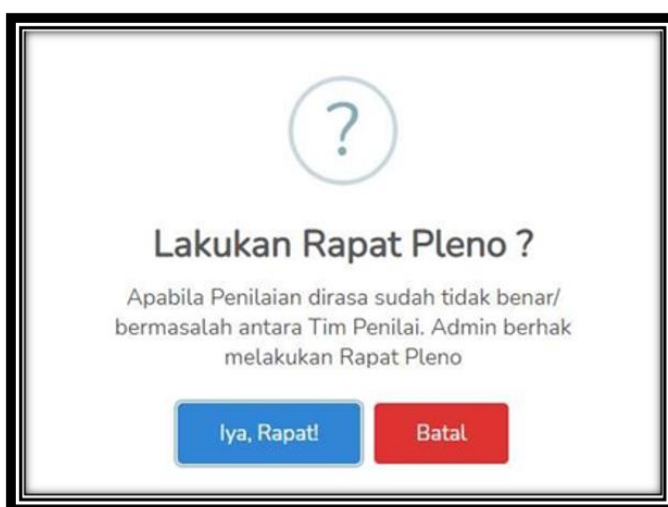 ?
Lakukan Rapat Pleno ?
Apabila Penilaian dirasa sudah tidak benar/
bermasalah antara Tim Penilai. Admin berhak
melakukan Rapat Pleno
Iya, Rapat!
Batal